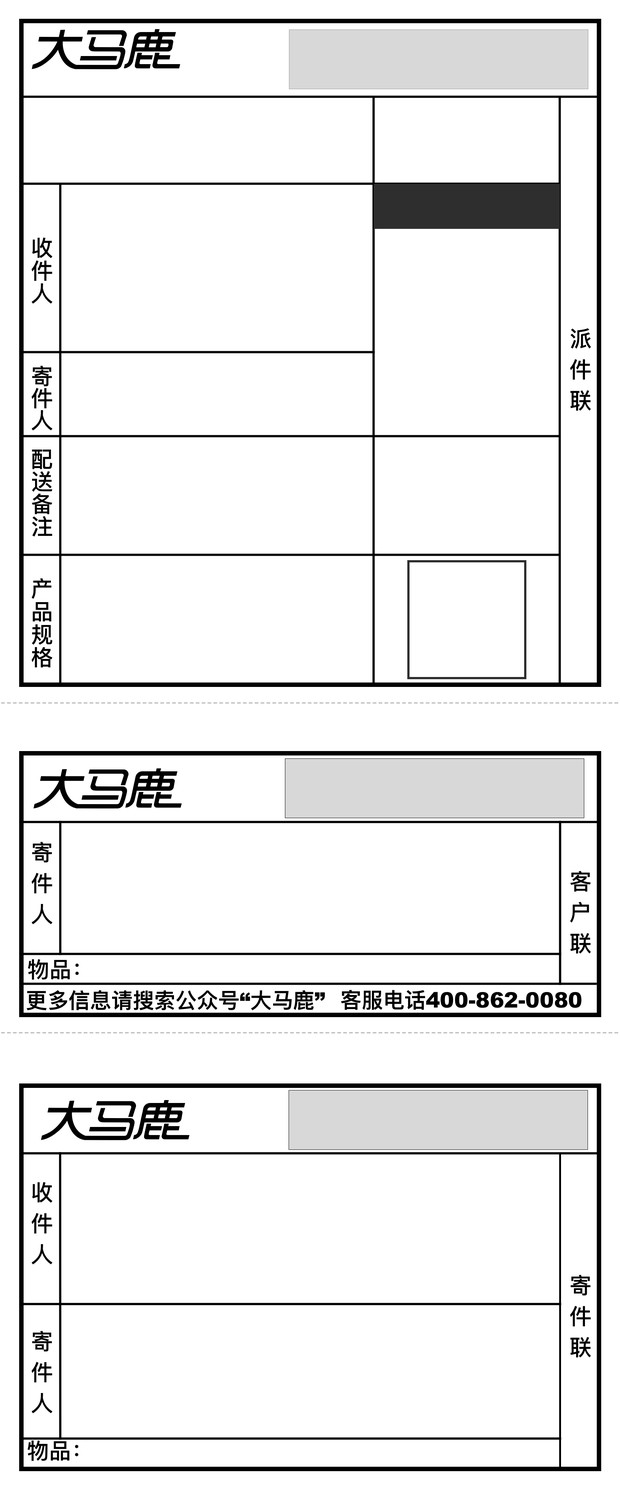 大马鹿
收件人
派件联
寄件人
配送备注
产品规格
大马鹿
寄件人
客户联
物品：
更多信息请搜索公众号“大马鹿” 客服电话400-862-0080
大马鹿
收件人
寄件联
寄件人
物品：